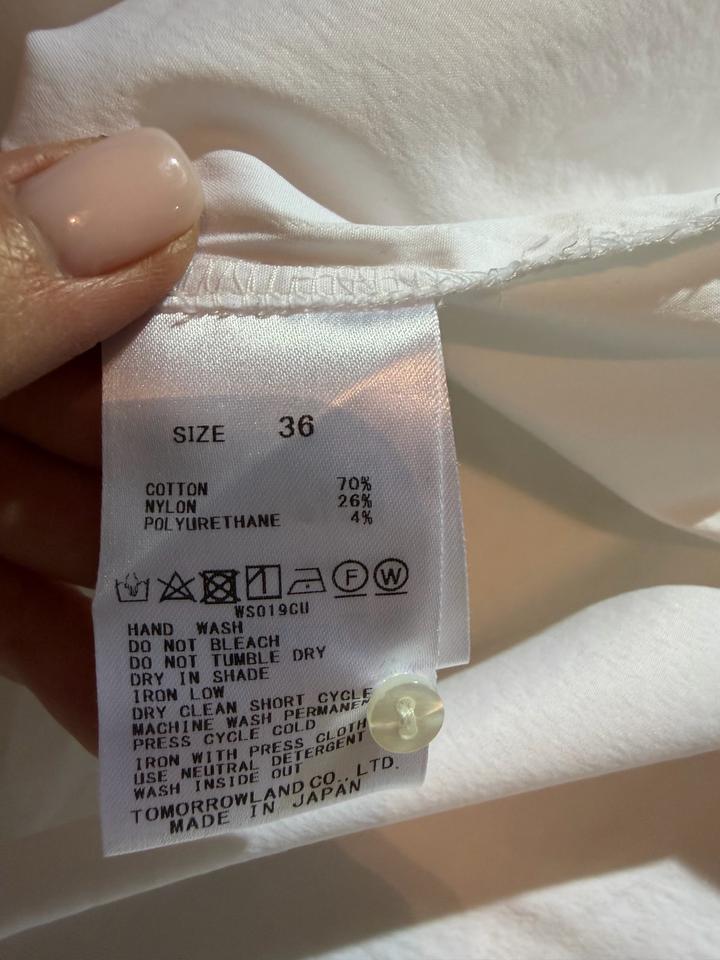 SIZE 36
COTTON 70%
NYLON 26%
POLYURETHANE 4%
F W
WS019CU
HAND WASH
DO NOT BLEACH
DO NOT TUMBLE DRY
DRY IN SHADE
IRON LOW
DRY CLEAN SHORT CYCLE
MACHINE WASH PERMANEN
PRESS CYCLE COLD
IRON WITH PRESS CLOTH
USE NEUTRAL DETERGENT
WASH INSIDE OUT
TOMORROWLAND CO., LTD.
MADE IN JAPAN